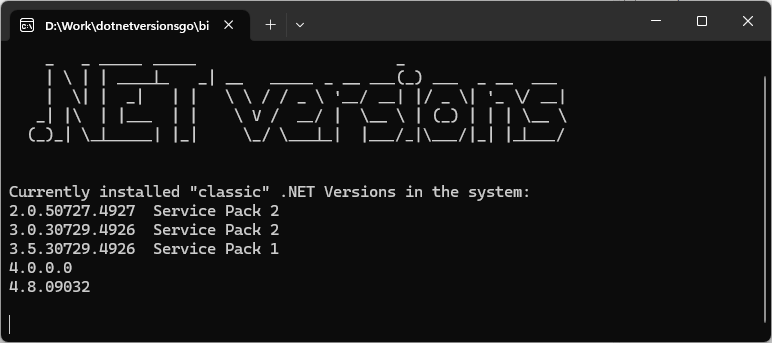 D:\Work\dotnetversionsgo\bi
.NET versions
Currently installed "classic" .NET Versions in the system:
2.0.50727.4927  Service Pack 2
3.0.30729.4926  Service Pack 2
3.5.30729.4926  Service Pack 1
4.0.0.0
4.8.09032